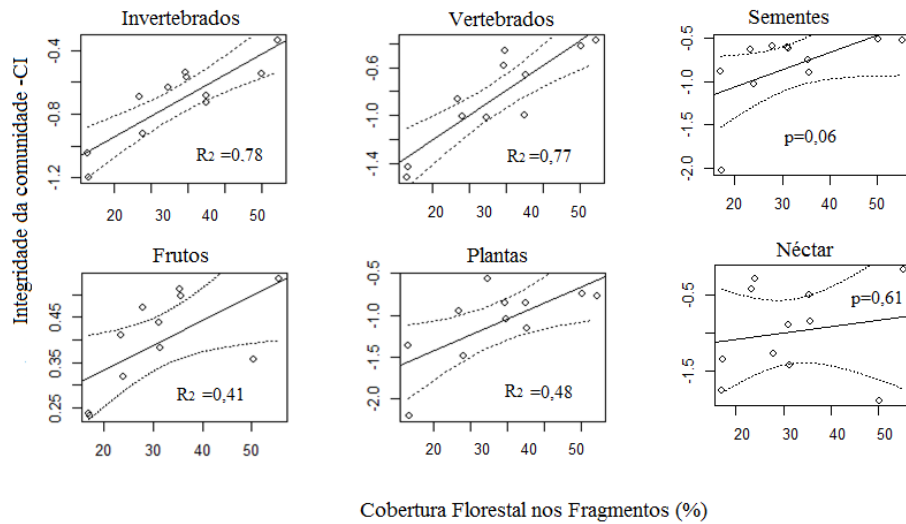 Invertebrados
Vertebrados
Sementes
Integridade da comunidade -CI
-0.4
-0.8
-1.2
R2 =0,78
20 30 40 50
-0.6
-1.0
-1.4
R2 =0,77
20 30 40 50
-0.5
-1.0
-1.5
-2.0
p=0,06
20 30 40 50
Frutos
Plantas
Néctar
0.45
0.35
0.25
R2 =0,41
20 30 40 50
-0.5
-1.0
-1.5
-2.0
R2 =0,48
20 30 40 50
-0.5
-1.5
p=0,61
20 30 40 50
Cobertura Florestal nos Fragmentos (%)